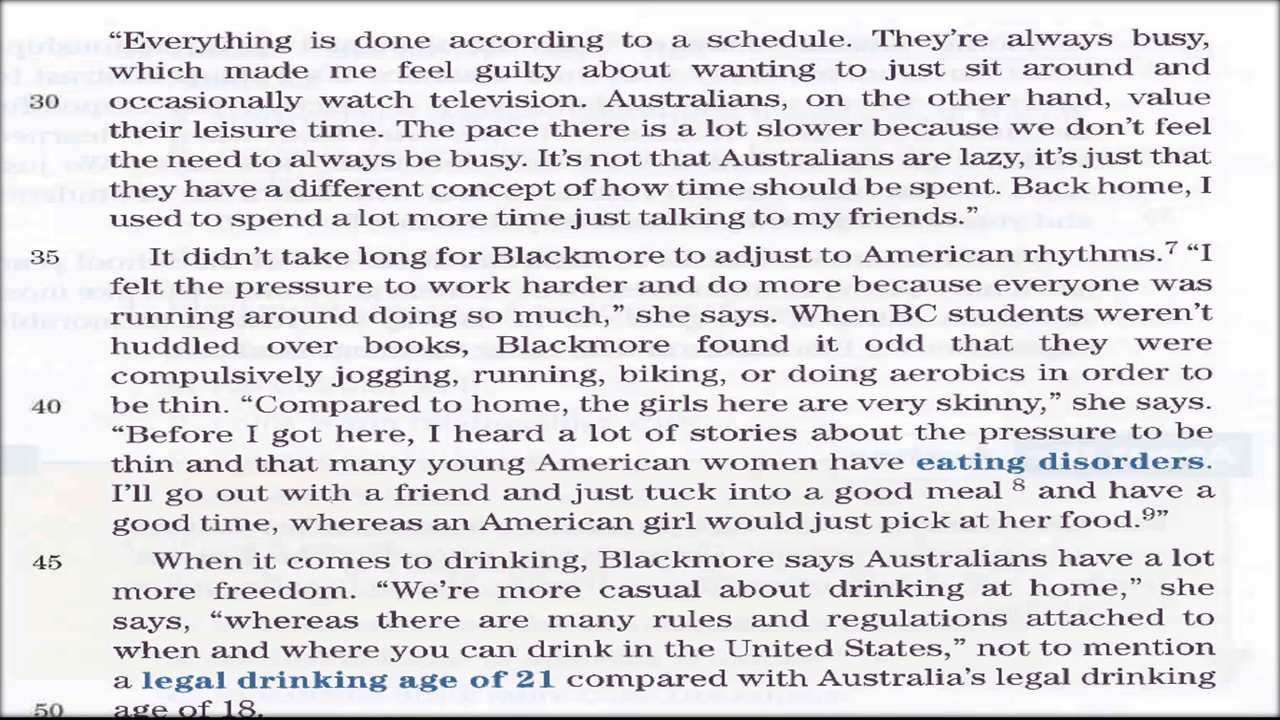 "Everything is done according to a schedule. They're always busy,
which made me feel guilty about wanting to just sit around and
30 occasionally watch television. Australians, on the other hand, value
their leisure time. The pace there is a lot slower because we don't feel
the need to always be busy. It's not that Australians are lazy, it's just that
they have a different concept of how time should be spent. Back home, I
used to spend a lot more time just talking to my friends."
35 It didn't take long for Blackmore to adjust to American rhythms.7 "I
felt the pressure to work harder and do more because everyone was
running around doing so much," she says. When BC students weren't
huddled over books, Blackmore found it odd that they were
compulsively jogging, running, biking, or doing aerobics in order to
40 be thin. "Compared to home, the girls here are very skinny," she says.
"Before I got here, I heard a lot of stories about the pressure to be
thin and that many young American women have eating disorders.
I'll go out with a friend and just tuck into a good meal 8 and have a
good time, whereas an American girl would just pick at her food.9"
45 When it comes to drinking, Blackmore says Australians have a lot
more freedom. "We're more casual about drinking at home," she
says, "whereas there are many rules and regulations attached to
when and where you can drink in the United States," not to mention
a legal drinking age of 21 compared with Australia's legal drinking
50 age of 18.